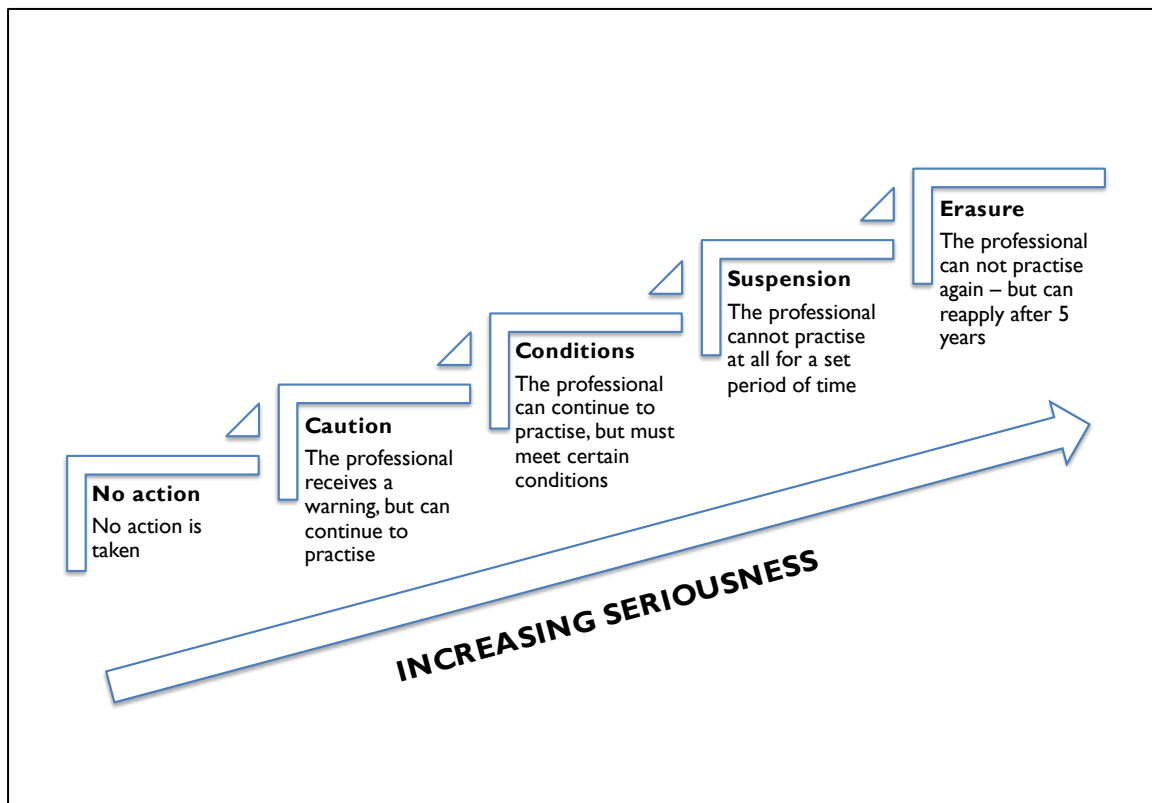 No action
No action is
taken
Caution
The professional
receives a
warning, but can
continue to
practise
Conditions
The professional
can continue to
practise, but must
meet certain
conditions
Suspension
The professional
cannot practise
at all for a set
period of time
Erasure
The professional
can not practise
again – but can
reapply after 5
years
INCREASING SERIOUSNESS